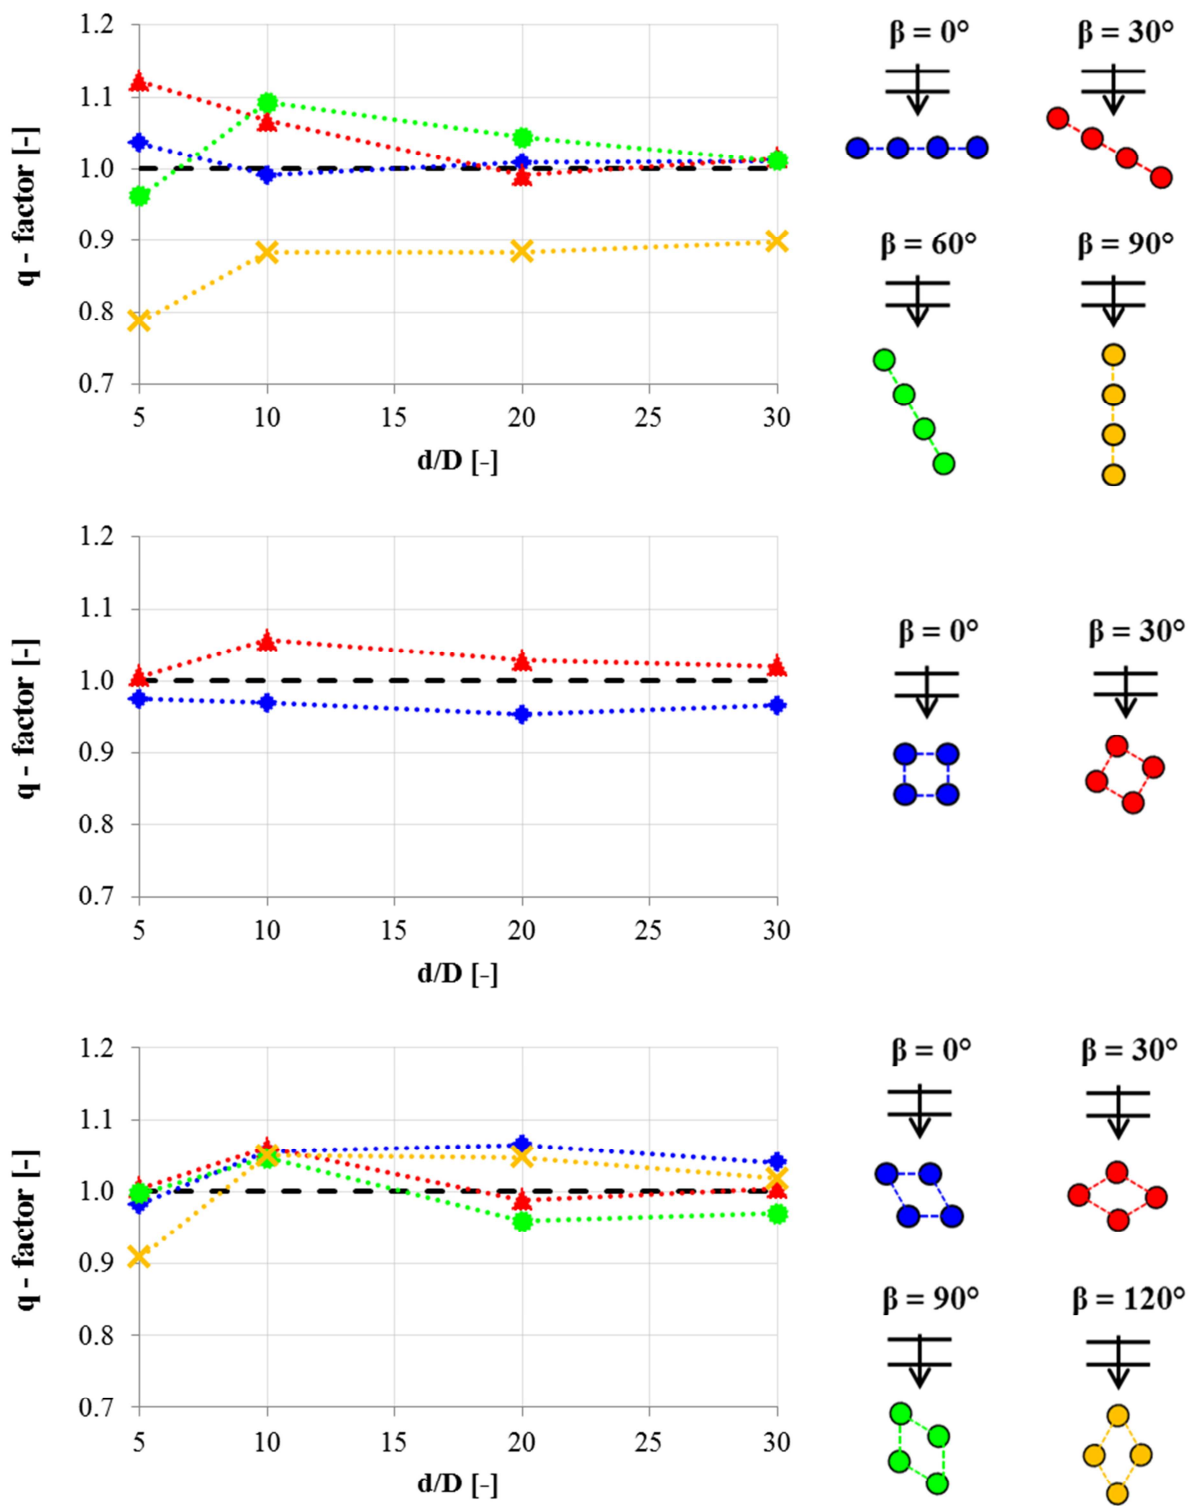 1.2
1.1
1.0
0.9
0.8
0.7
q - factor [-]
5 10 15 20 25 30
d/D [-]
β = 0° β = 30°
β = 60° β = 90°
1.2
1.1
1.0
0.9
0.8
0.7
q - factor [-]
5 10 15 20 25 30
d/D [-]
β = 0° β = 30°
1.2
1.1
1.0
0.9
0.8
0.7
q - factor [-]
5 10 15 20 25 30
d/D [-]
β = 0° β = 30°
β = 90° β = 120°